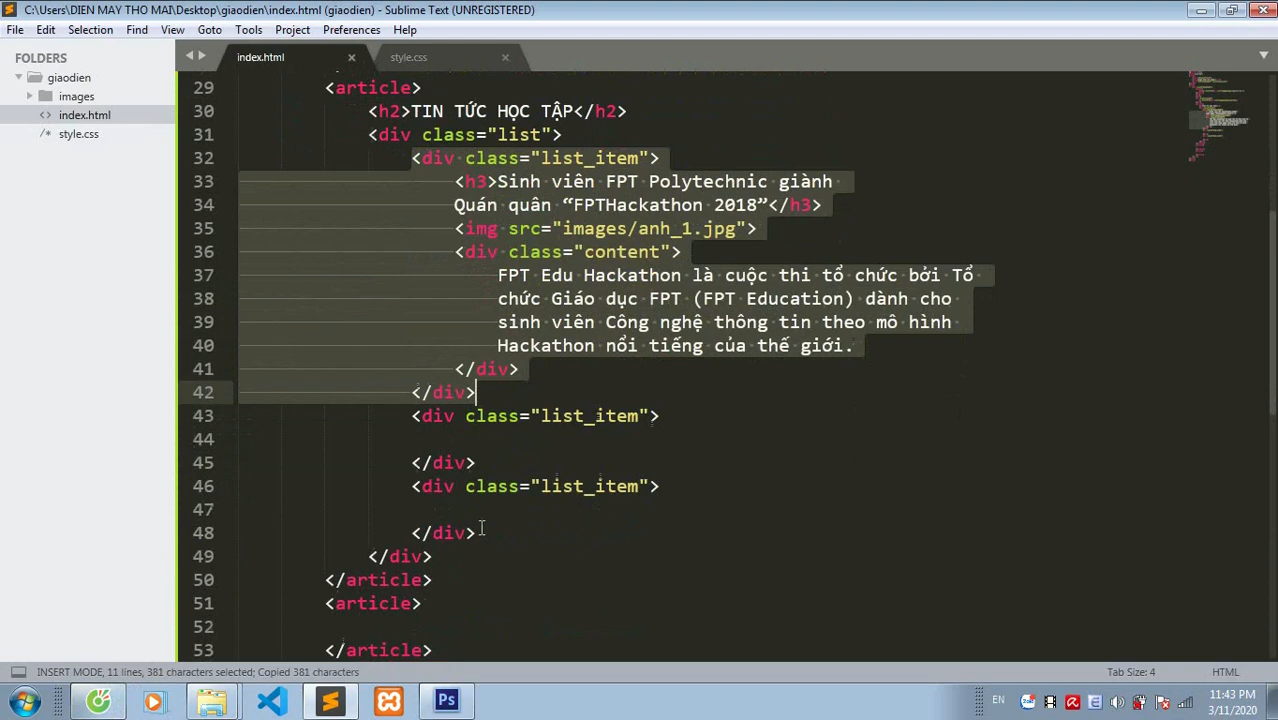 C:\Users\DIEN MAY THO MAI\Desktop\giaodien\index.html (giaodien) - Sublime Text (UNREGISTERED)
File Edit Selection Find View Goto Tools Project Preferences Help
FOLDERS
giaodien
images
index.html
style.css
index.html
style.css
29 <article>
30 <h2>TIN TỨC HỌC TẬP</h2>
31 <div class="list">
32 <div class="list_item">
33 <h3>Sinh viên FPT Polytechnic giành
34 Quán quân “FPTHackathon 2018”</h3>
35 <img src="images/anh_1.jpg">
36 <div class="content">
37 FPT Edu Hackathon là cuộc thi tổ chức bởi Tổ
38 chức Giáo dục FPT (FPT Education) dành cho
39 sinh viên Công nghệ thông tin theo mô hình
40 Hackathon nổi tiếng của thế giới.
41 </div>
42 </div>
43 <div class="list_item">
44
45 </div>
46 <div class="list_item">
47
48 </div>
49 </div>
50 </article>
51 <article>
52
53 </article>
INSERT MODE, 11 lines, 381 characters selected; Copied 381 characters
Tab Size: 4
HTML
Ps
EN
Zalo
11:43 PM
3/11/2020